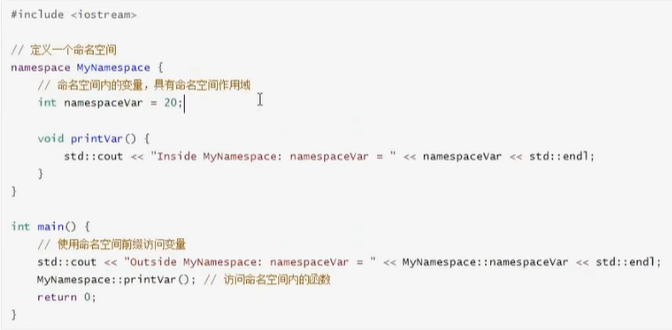 #include <iostream>
// 定义一个命名空间
namespace MyNamespace {
// 命名空间内的变量，具有命名空间作用域
int namespaceVar = 20;
void printVar() {
std::cout << "Inside MyNamespace: namespaceVar = " << namespaceVar << std::endl;
}
}
int main() {
// 使用命名空间前缀访问变量
std::cout << "Outside MyNamespace: namespaceVar = " << MyNamespace::namespaceVar << std::endl;
MyNamespace::printVar(); // 访问命名空间内的函数
return 0;
}